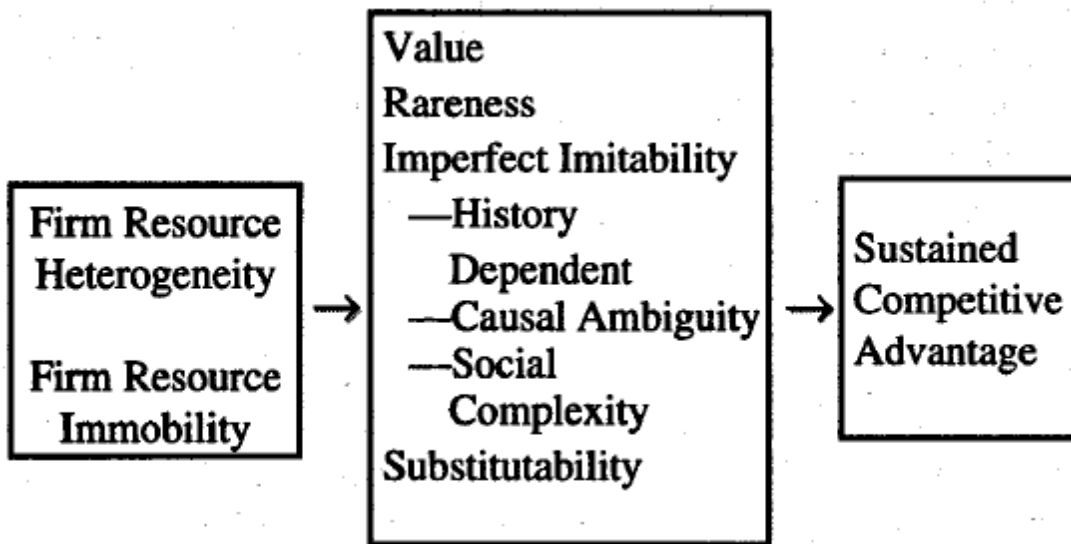 Firm Resource
Heterogeneity
Firm Resource
Immobility
→
Value
Rareness
Imperfect Imitability
—History
Dependent
—Causal Ambiguity
—Social
Complexity
Substitutability
→
Sustained
Competitive
Advantage